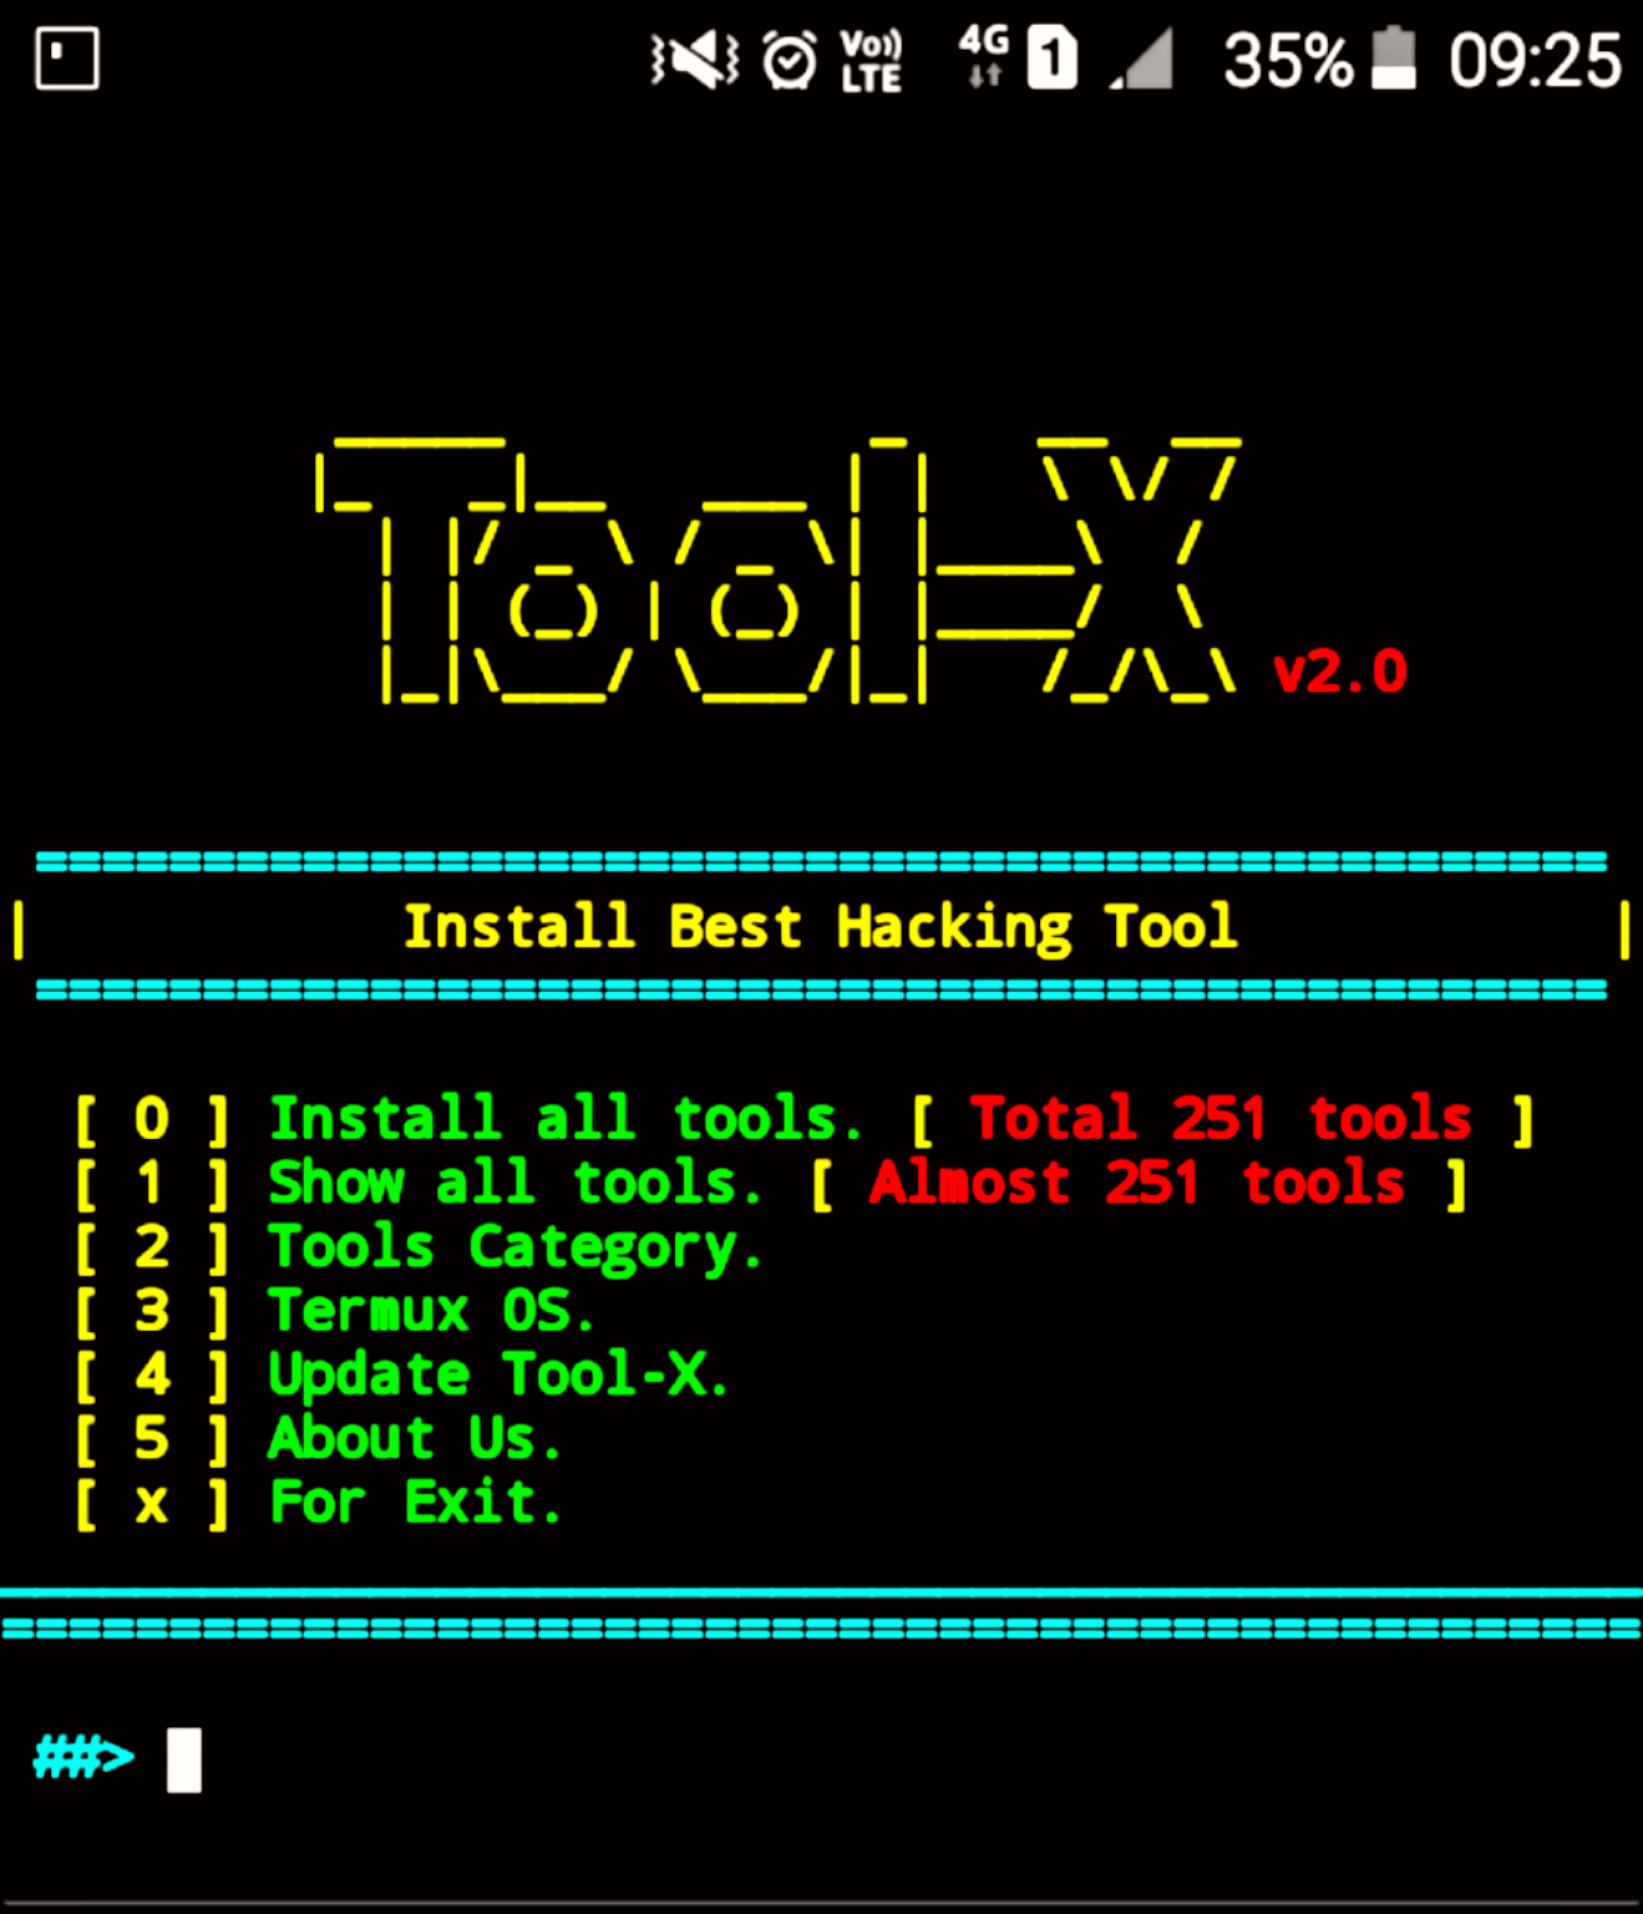 Vo)) LTE 4G 1 35% 09:25
Tool-X v2.0
Install Best Hacking Tool
[ 0 ] Install all tools. [ Total 251 tools ]
[ 1 ] Show all tools. [ Almost 251 tools ]
[ 2 ] Tools Category.
[ 3 ] Termux OS.
[ 4 ] Update Tool-X.
[ 5 ] About Us.
[ x ] For Exit.
##>